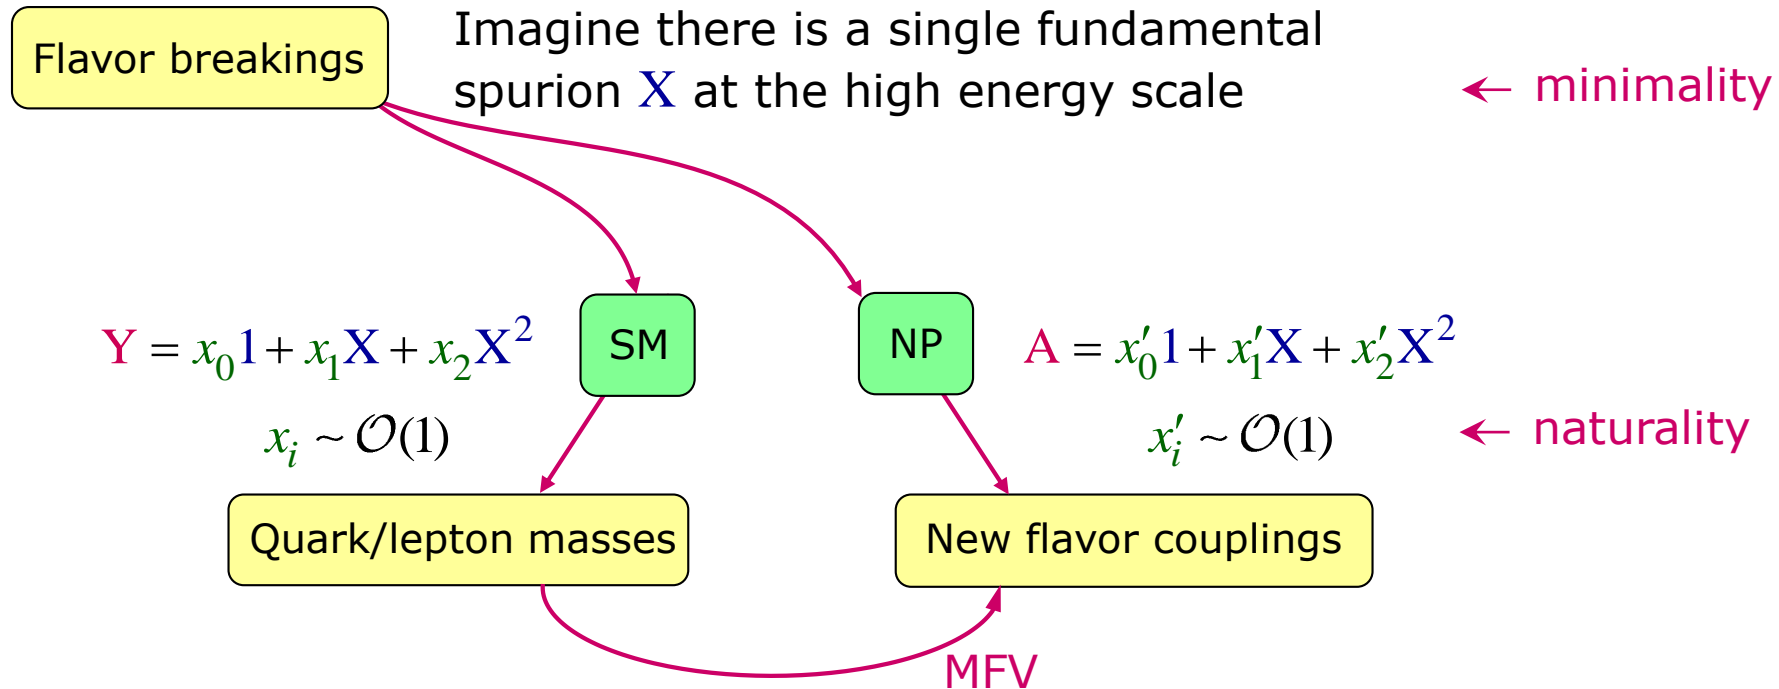 Flavor breakings
Imagine there is a single fundamental
spurion X at the high energy scale
← minimality
Y = x₀1 + x₁X + x₂X²
SM
NP
A = x′₀1 + x′₁X + x′₂X²
xᵢ ~ 𝒪(1)
x′ᵢ ~ 𝒪(1)
← naturality
Quark/lepton masses
New flavor couplings
MFV